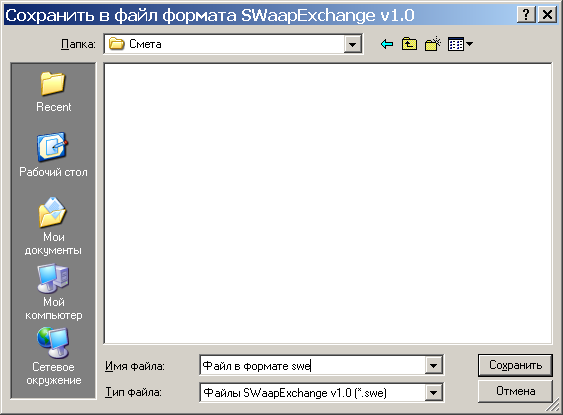 Сохранить в файл формата SWaapExchange v1.0
Папка: Смета
Recent
Рабочий стол
Мои
документы
Мой
компьютер
Сетевое
окружение
Имя файла: Файл в формате swe Сохранить
Тип файла: Файлы SWaapExchange v1.0 (*.swe) Отмена